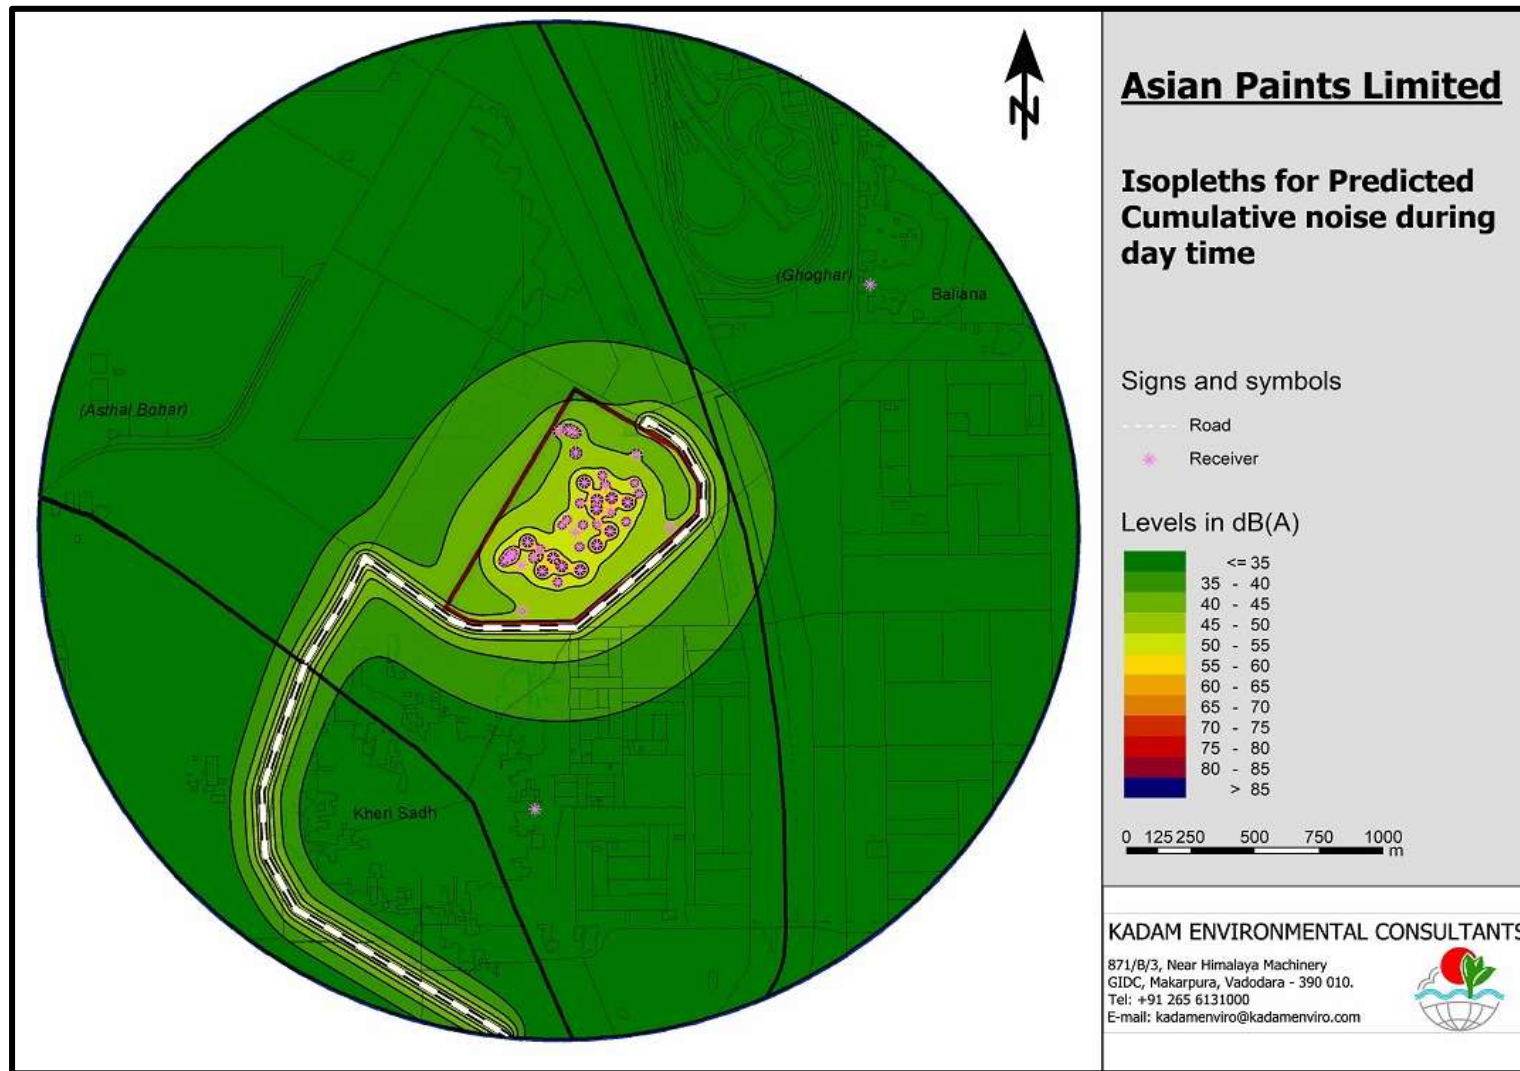 N
(Ghoghar)
Baliana
(Asthal Bohar)
Kheri Sadh
Asian Paints Limited
Isopleths for Predicted
Cumulative noise during
day time
Signs and symbols
Road
Receiver
Levels in dB(A)
<= 35
35 - 40
40 - 45
45 - 50
50 - 55
55 - 60
60 - 65
65 - 70
70 - 75
75 - 80
80 - 85
> 85
0 125 250 500 750 1000
m
KADAM ENVIRONMENTAL CONSULTANTS
871/B/3, Near Himalaya Machinery
GIDC, Makarpura, Vadodara - 390 010.
Tel: +91 265 6131000
E-mail: kadamenviro@kadamenviro.com